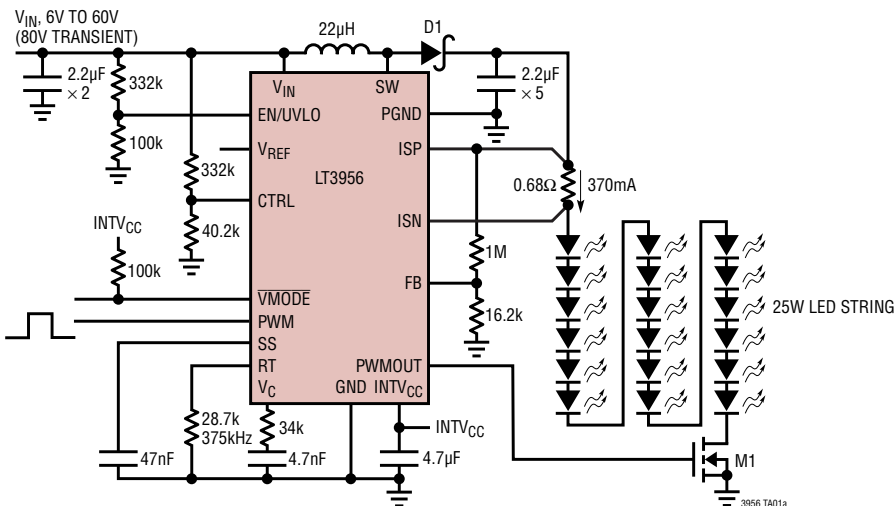 V_IN, 6V TO 60V
(80V TRANSIENT)
22µH
D1
2.2µF
× 2
332k
100k
V_IN
SW
2.2µF
× 5
EN/UVLO
PGND
V_REF
ISP
332k
LT3956
0.68Ω
370mA
CTRL
ISN
40.2k
INTV_CC
100k
1M
FB
VMODE
16.2k
25W LED STRING
PWM
SS
RT
PWMOUT
V_C
GND
INTV_CC
28.7k
375kHz
34k
INTV_CC
47nF
4.7nF
4.7µF
M1
3956 TA01a